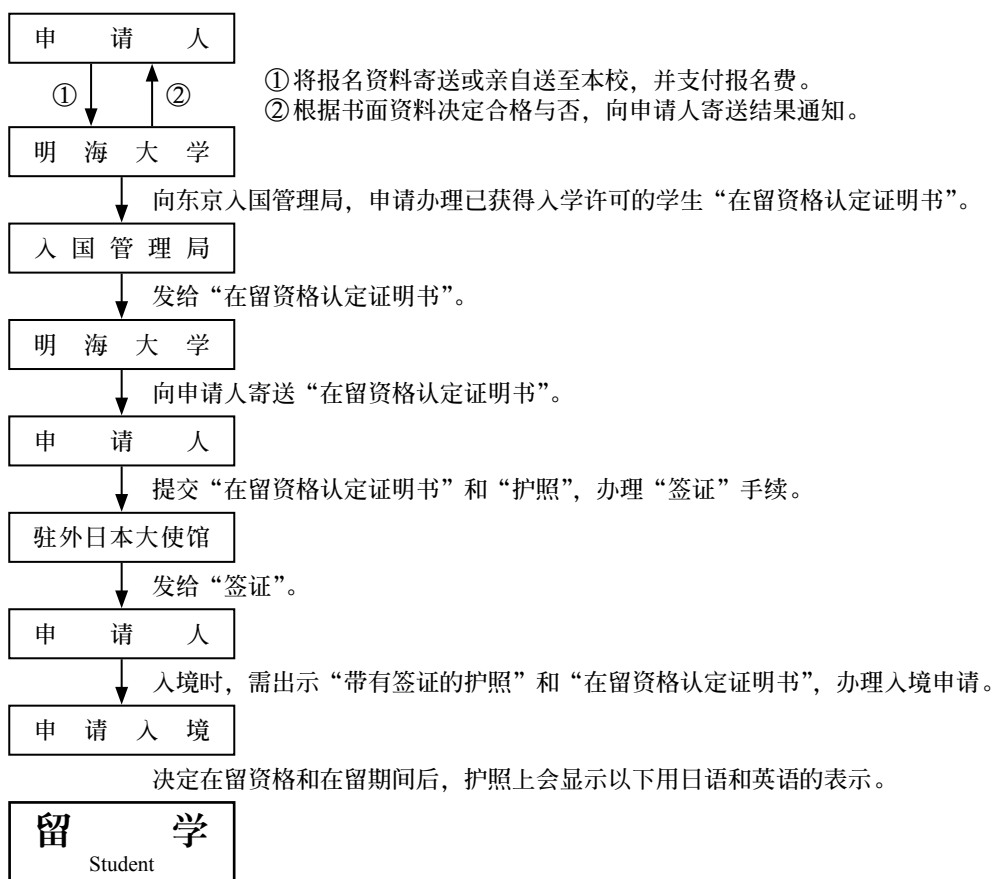 申请人
① ②
①将报名资料寄送或亲自送至本校，并支付报名费。
②根据书面资料决定合格与否，向申请人寄送结果通知。
明海大学
向东京入国管理局，申请办理已获得入学许可的学生“在留资格认定证明书”。
入国管理局
发给“在留资格认定证明书”。
明海大学
向申请人寄送“在留资格认定证明书”。
申请人
提交“在留资格认定证明书”和“护照”，办理“签证”手续。
驻外日本大使馆
发给“签证”。
申请人
入境时，需出示“带有签证的护照”和“在留资格认定证明书”，办理入境申请。
申请入境
决定在留资格和在留期间后，护照上会显示以下用日语和英语的表示。
留学
Student